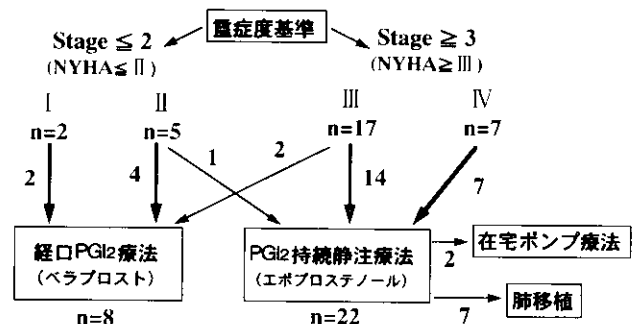 重症度基準
Stage ≦ 2
(NYHA≦Ⅱ)
Stage ≧ 3
(NYHA≧Ⅲ)
Ⅰ
Ⅱ
Ⅲ
Ⅳ
n=2
n=5
n=17
n=7
2
4
1
2
14
7
経口PGI2療法
(ベラプロスト)
n=8
PGI2持続静注療法
(エポプロステノール)
n=22
2
在宅ポンプ療法
7
肺移植